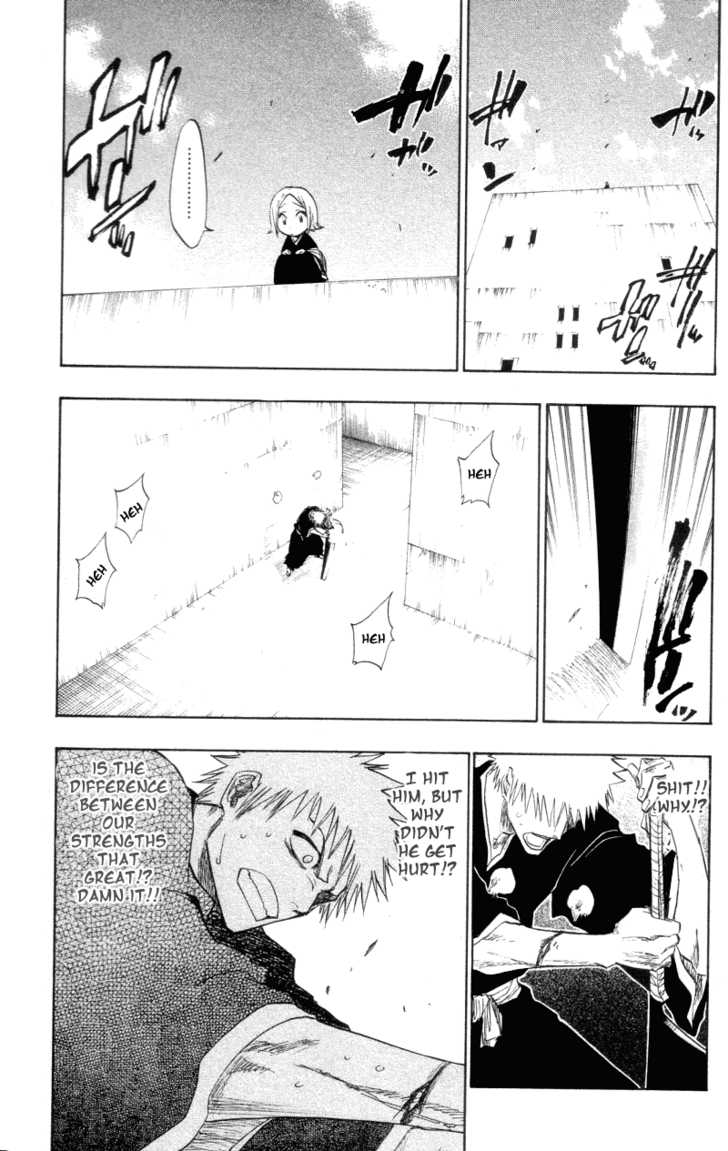 ..........
HEH
HEH
HEH
HEH
SHIT!!
WHY!?
I HIT
HIM, BUT
WHY
DIDN'T
HE GET
HURT!?
IS THE
DIFFERENCE
BETWEEN
OUR
STRENGTHS
THAT
GREAT!?
DAMN IT!!